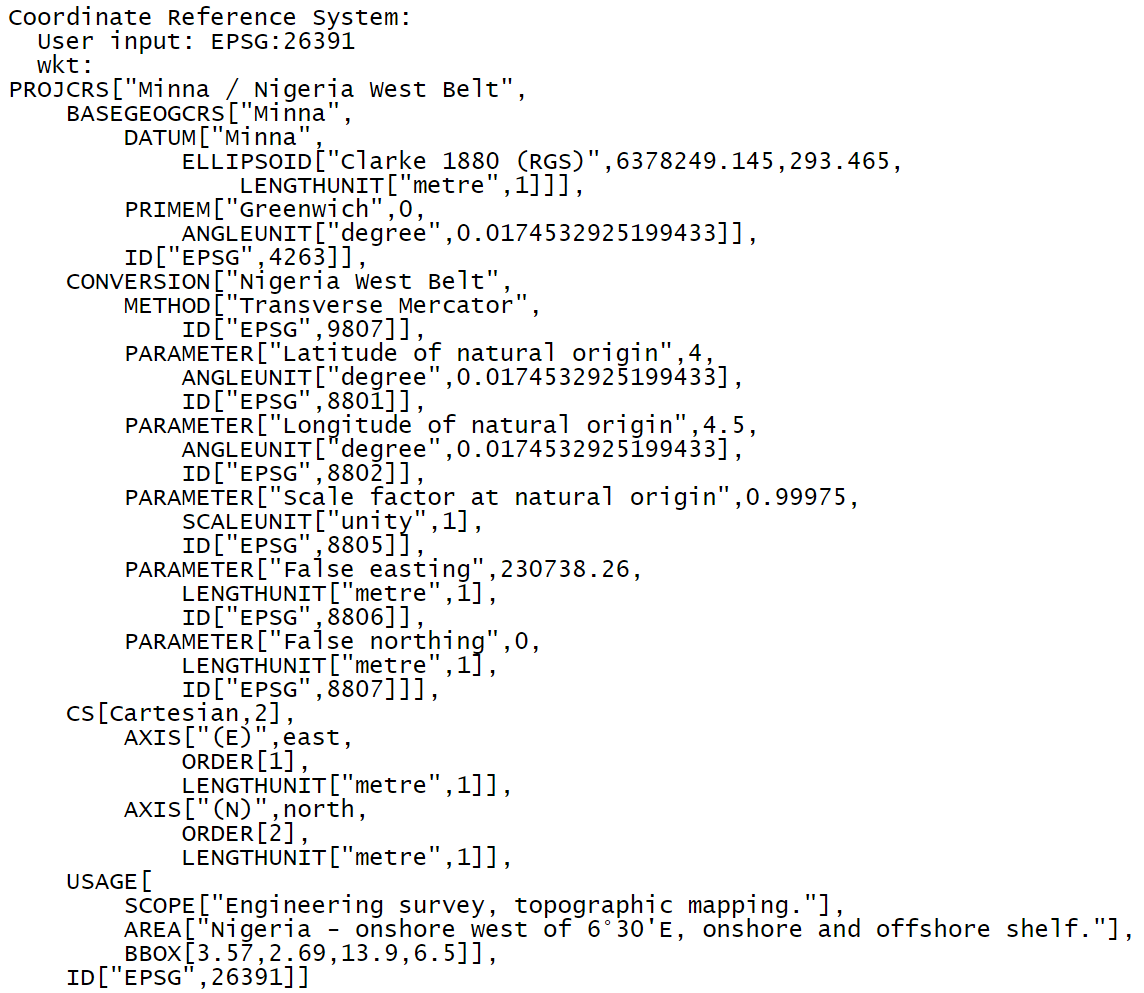 Coordinate Reference System:
  User input: EPSG:26391
  wkt:
PROJCRS["Minna / Nigeria West Belt",
    BASEGEOGCRS["Minna",
        DATUM["Minna",
            ELLIPSOID["Clarke 1880 (RGS)",6378249.145,293.465,
                LENGTHUNIT["metre",1]]],
        PRIMEM["Greenwich",0,
            ANGLEUNIT["degree",0.0174532925199433]],
        ID["EPSG",4263]],
    CONVERSION["Nigeria West Belt",
        METHOD["Transverse Mercator",
            ID["EPSG",9807]],
        PARAMETER["Latitude of natural origin",4,
            ANGLEUNIT["degree",0.0174532925199433],
            ID["EPSG",8801]],
        PARAMETER["Longitude of natural origin",4.5,
            ANGLEUNIT["degree",0.0174532925199433],
            ID["EPSG",8802]],
        PARAMETER["Scale factor at natural origin",0.99975,
            SCALEUNIT["unity",1],
            ID["EPSG",8805]],
        PARAMETER["False easting",230738.26,
            LENGTHUNIT["metre",1],
            ID["EPSG",8806]],
        PARAMETER["False northing",0,
            LENGTHUNIT["metre",1],
            ID["EPSG",8807]]],
    CS[Cartesian,2],
        AXIS["(E)",east,
            ORDER[1],
            LENGTHUNIT["metre",1]],
        AXIS["(N)",north,
            ORDER[2],
            LENGTHUNIT["metre",1]],
    USAGE[
        SCOPE["Engineering survey, topographic mapping."],
        AREA["Nigeria - onshore west of 6°30'E, onshore and offshore shelf."],
        BBOX[3.57,2.69,13.9,6.5]],
    ID["EPSG",26391]]